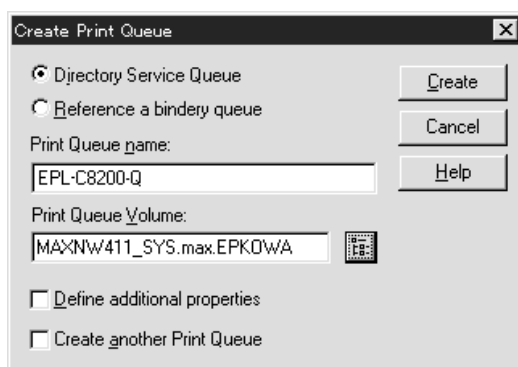 Create Print Queue
Directory Service Queue
Reference a bindery queue
Print Queue name:
EPL-C8200-Q
Print Queue Volume:
MAXNW411_SYS.max.EPKOWA
Define additional properties
Create another Print Queue
Create
Cancel
Help